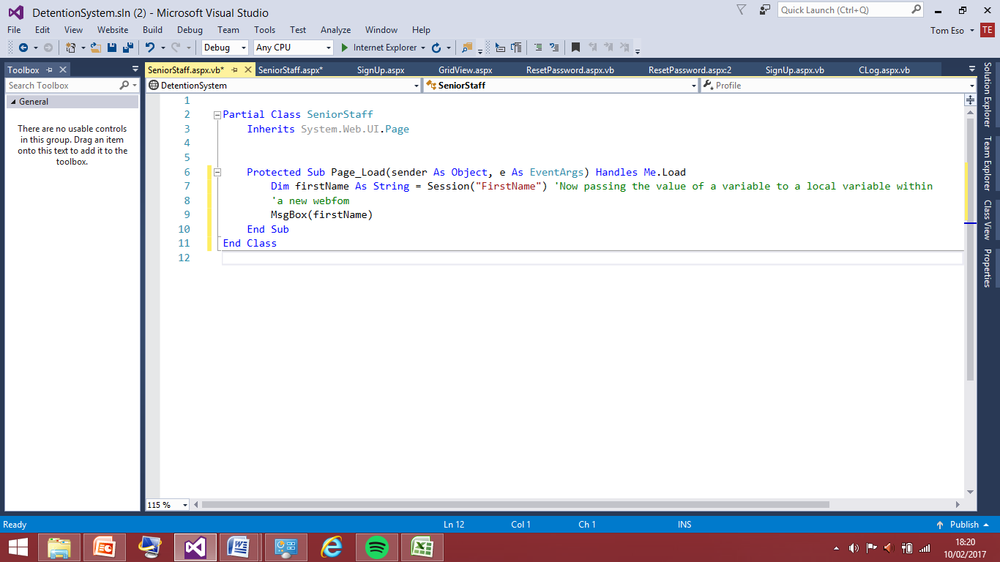 DetentionSystem.sln (2) - Microsoft Visual Studio
Quick Launch (Ctrl+Q)
File Edit View Website Build Debug Team Tools Test Analyze Window Help
Tom Eso TE
Debug Any CPU Internet Explorer
Toolbox
SeniorStaff.aspx.vb* SeniorStaff.aspx* SignUp.aspx GridView.aspx ResetPassword.aspx.vb ResetPassword.aspx:2 SignUp.aspx.vb CLog.aspx.vb
Search Toolbox
DetentionSystem SeniorStaff Profile
General
There are no usable controls
in this group. Drag an item
onto this text to add it to the
toolbox.
1
2 Partial Class SeniorStaff
3 Inherits System.Web.UI.Page
4
5
6 Protected Sub Page_Load(sender As Object, e As EventArgs) Handles Me.Load
7 Dim firstName As String = Session("FirstName") 'Now passing the value of a variable to a local variable within
8 'a new webfom
9 MsgBox(firstName)
10 End Sub
11 End Class
12
Solution Explorer
Team Explorer
Class View
Properties
115 %
Ready Ln 12 Col 1 Ch 1 INS Publish
18:20
10/02/2017